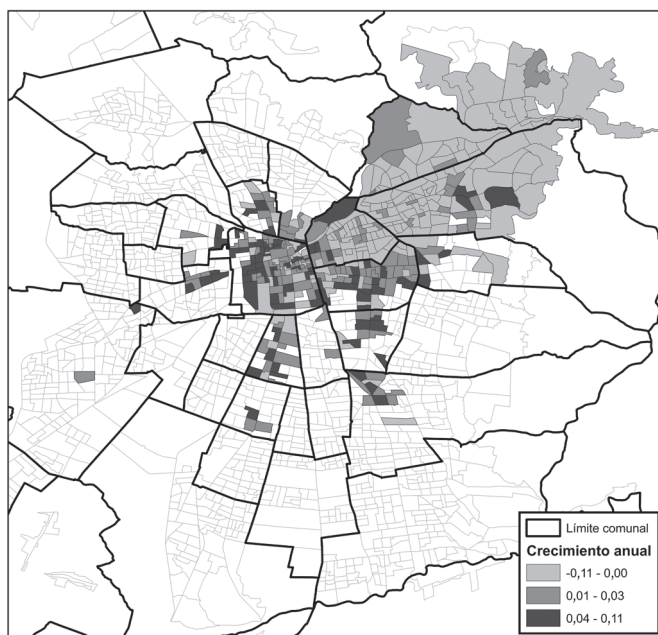 Límite comunal
Crecimiento anual
-0,11 - 0,00
0,01 - 0,03
0,04 - 0,11